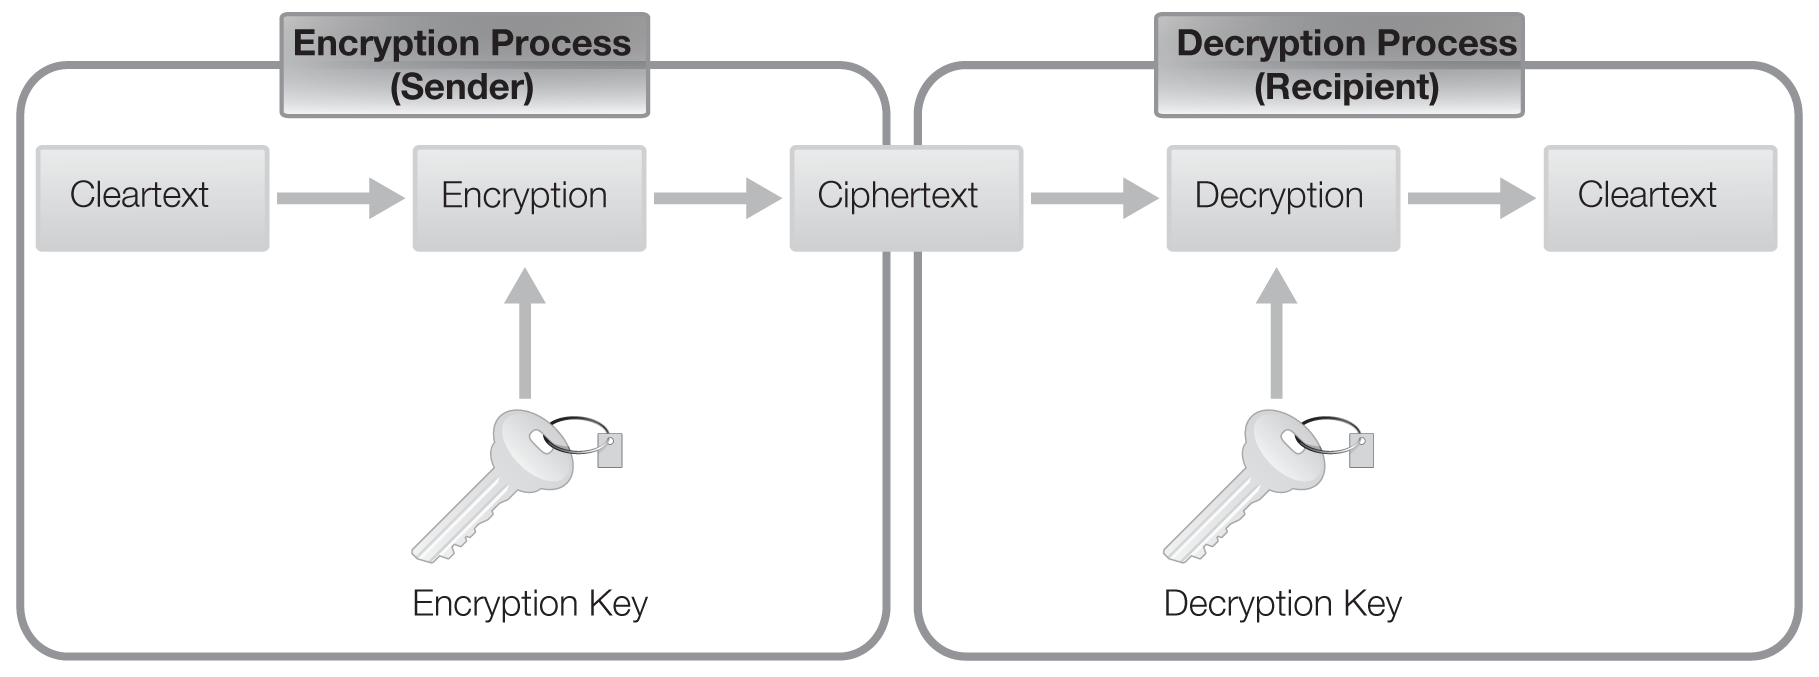 Encryption Process
(Sender)
Decryption Process
(Recipient)
Cleartext
Encryption
Ciphertext
Decryption
Cleartext
Encryption Key
Decryption Key